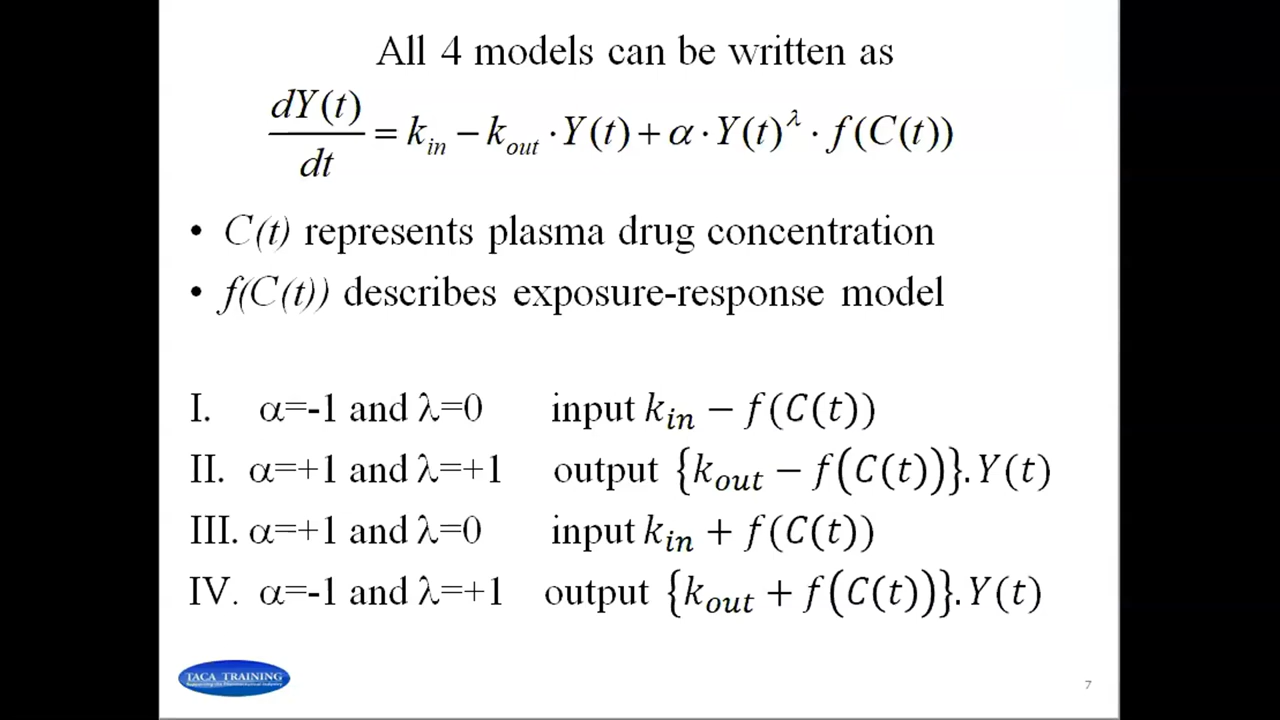 All 4 models can be written as
dY(t)/dt = k_in − k_out · Y(t) + α · Y(t)^λ · f(C(t))
• C(t) represents plasma drug concentration
• f(C(t)) describes exposure-response model
I. α=-1 and λ=0 input k_in − f(C(t))
II. α=+1 and λ=+1 output {k_out − f(C(t))}.Y(t)
III. α=+1 and λ=0 input k_in + f(C(t))
IV. α=-1 and λ=+1 output {k_out + f(C(t))}.Y(t)
TACA TRAINING
7